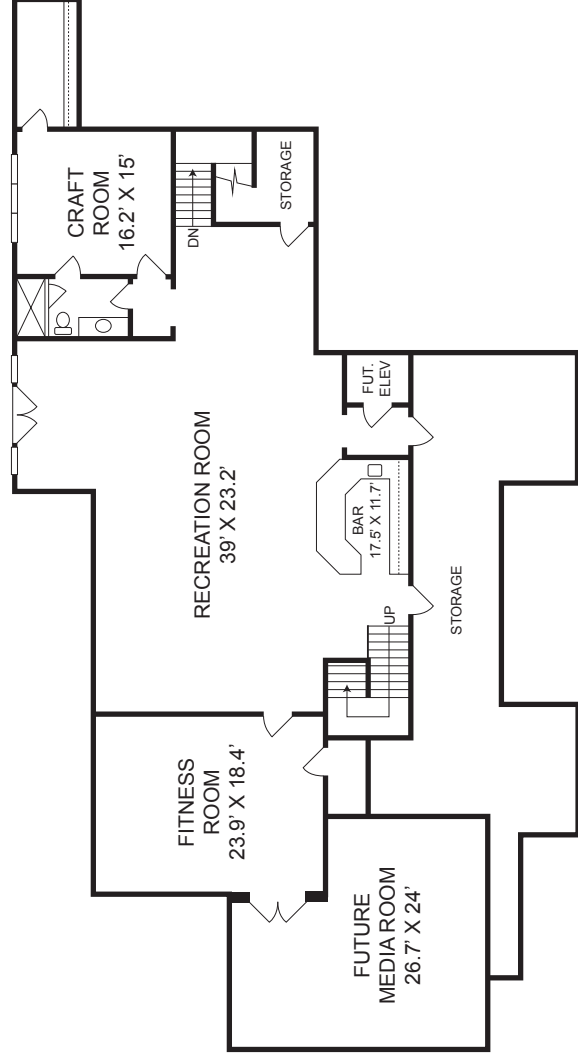 CRAFT
ROOM
16.2’ X 15’
STORAGE
DN
FUT.
ELEV
RECREATION ROOM
39’ X 23.2’
BAR
17.5’ X 11.7’
UP
STORAGE
FITNESS
ROOM
23.9’ X 18.4’
FUTURE
MEDIA ROOM
26.7’ X 24’